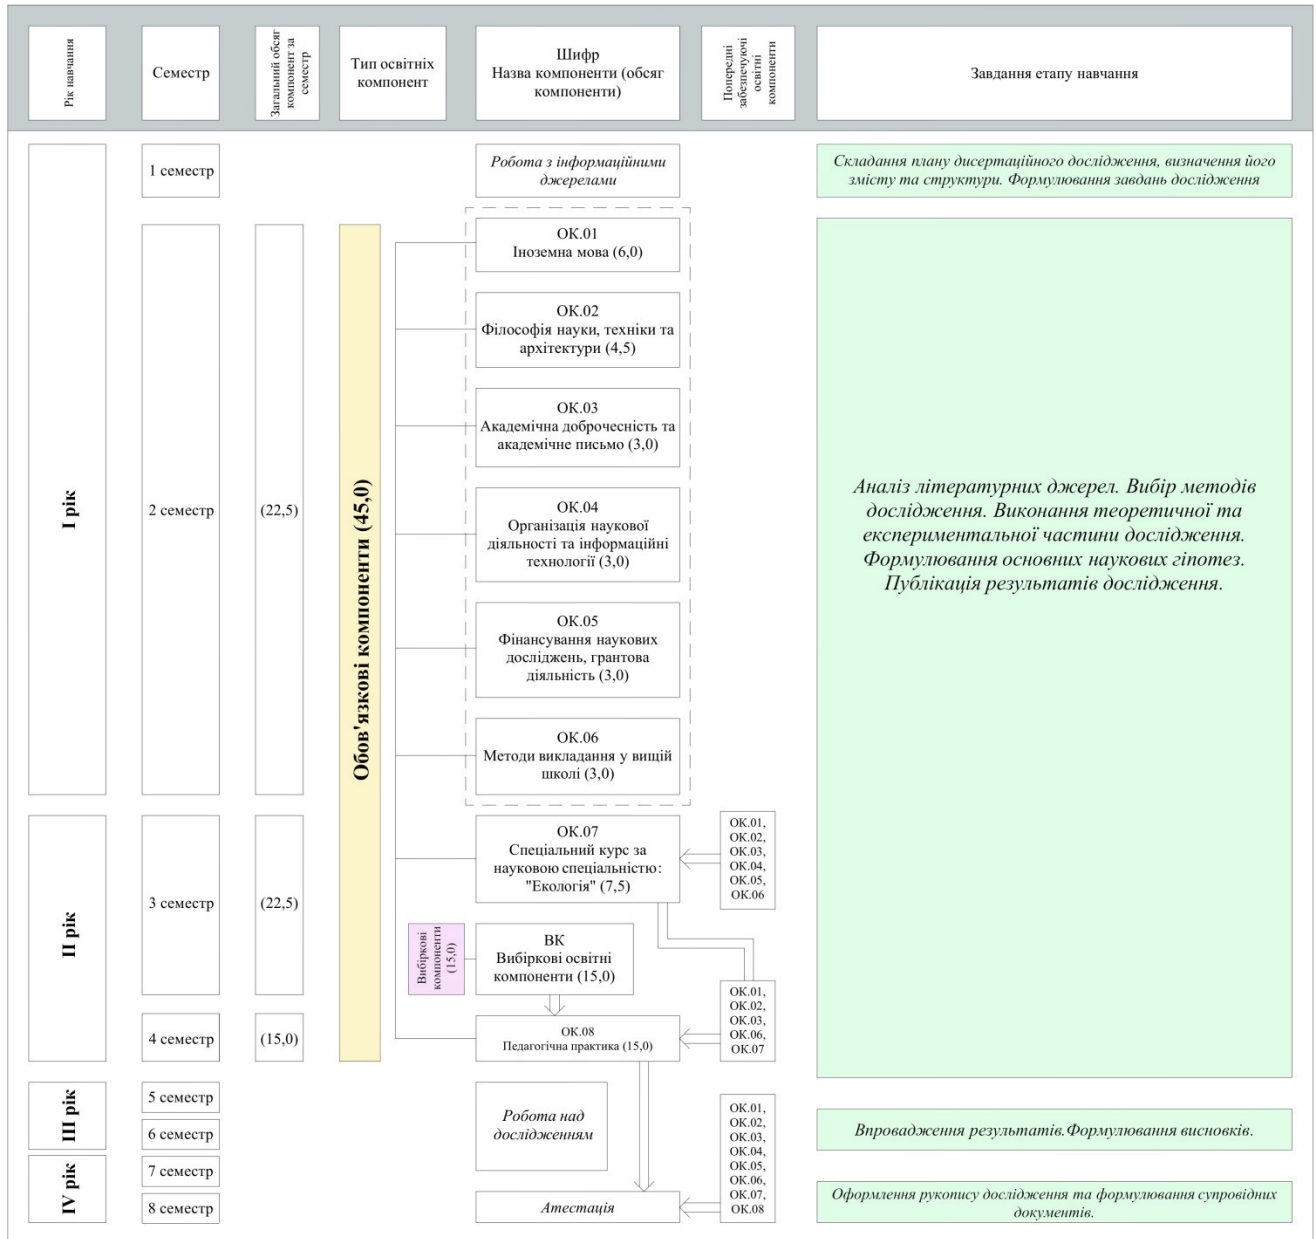 Рік навчання
Семестр
Загальний обсяг
компонент за
семестр
Тип освітніх
компонент
Шифр
Назва компоненти (обсяг
компоненти)
Попередні
забезпечуючі
освітні
компоненти
Завдання етапу навчання
І рік
1 семестр
Робота з інформаційними
джерелами
Складання плану дисертаційного дослідження, визначення його
змісту та структури. Формулювання завдань дослідження
2 семестр
(22,5)
Обов'язкові компоненти (45,0)
ОК.01
Іноземна мова (6,0)
ОК.02
Філософія науки, техніки та
архітектури (4,5)
ОК.03
Академічна доброчесність та
академічне письмо (3,0)
ОК.04
Організація наукової
діяльності та інформаційні
технології (3,0)
ОК.05
Фінансування наукових
досліджень, грантова
діяльність (3,0)
ОК.06
Методи викладання у вищій
школі (3,0)
Аналіз літературних джерел. Вибір методів
дослідження. Виконання теоретичної та
експериментальної частини дослідження.
Формулювання основних наукових гіпотез.
Публікація результатів дослідження.
ІІ рік
3 семестр
(22,5)
ОК.07
Спеціальний курс за
науковою спеціальністю:
"Екологія" (7,5)
ОК.01,
ОК.02,
ОК.03,
ОК.04,
ОК.05,
ОК.06
Вибіркові
компоненти
(15,0)
ВК
Вибіркові освітні
компоненти (15,0)
4 семестр
(15,0)
ОК.08
Педагогічна практика (15,0)
ОК.01,
ОК.02,
ОК.03,
ОК.06,
ОК.07
ІІІ рік
5 семестр
6 семестр
Робота над
дослідженням
ОК.01,
ОК.02,
ОК.03,
ОК.04,
ОК.05,
ОК.06,
ОК.07,
ОК.08
Впровадження результатів.Формулювання висновків.
IV рік
7 семестр
8 семестр
Атестація
Оформлення рукопису дослідження та формулювання супровідних
документів.